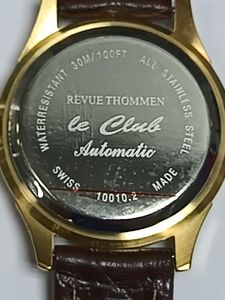 WATERRESISTANT 30M/100FT ALL STAINLESS STEEL
REVUE THOMMEN
le Club
Automatic
SWISS 10010.2 MADE